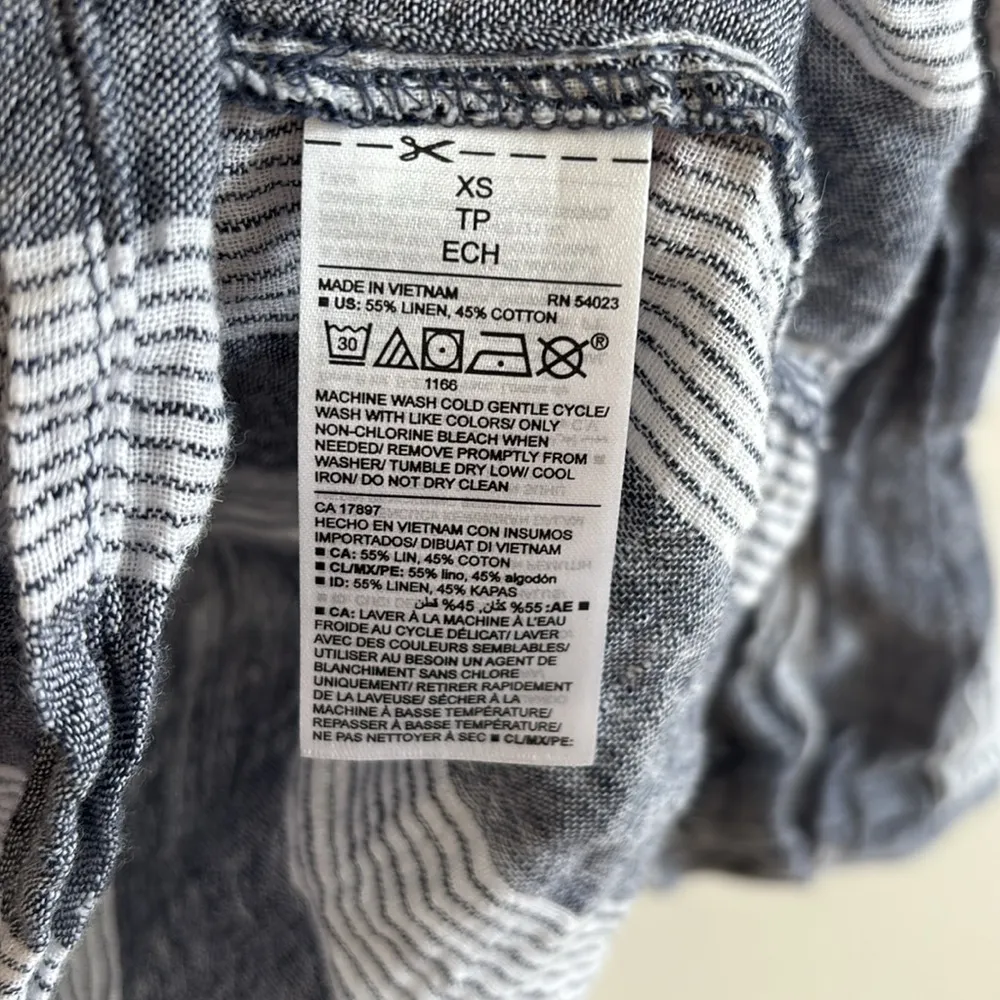 XS
TP
ECH
MADE IN VIETNAM RN 54023
■ US: 55% LINEN, 45% COTTON
30 ®
1166
MACHINE WASH COLD GENTLE CYCLE/
WASH WITH LIKE COLORS/ ONLY
NON-CHLORINE BLEACH WHEN
NEEDED/ REMOVE PROMPTLY FROM
WASHER/ TUMBLE DRY LOW/ COOL
IRON/ DO NOT DRY CLEAN
CA 17897
HECHO EN VIETNAM CON INSUMOS
IMPORTADOS/ DIBUAT DI VIETNAM
■ CA: 55% LIN, 45% COTON
■ CL/MX/PE: 55% lino, 45% algodón
■ ID: 55% LINEN, 45% KAPAS
■ AE: 55% كتّان, 45% قطن
■ CA: LAVER À LA MACHINE À L'EAU
FROIDE AU CYCLE DÉLICAT/ LAVER
AVEC DES COULEURS SEMBLABLES/
UTILISER AU BESOIN UN AGENT DE
BLANCHIMENT SANS CHLORE
UNIQUEMENT/ RETIRER RAPIDEMENT
DE LA LAVEUSE/ SÉCHER À LA
MACHINE À BASSE TEMPÉRATURE/
REPASSER À BASSE TEMPÉRATURE/
NE PAS NETTOYER À SEC ■ CL/MX/PE: